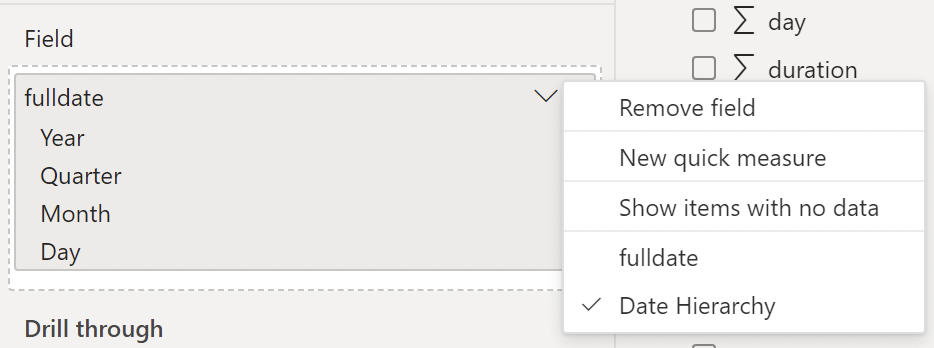 Field
fulldate
Year
Quarter
Month
Day
Drill through
∑ day
∑ duration
Remove field
New quick measure
Show items with no data
fulldate
Date Hierarchy